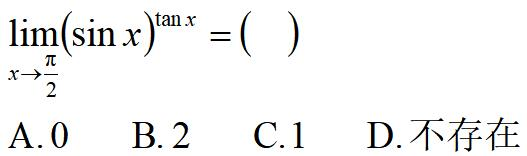 lim(sin x)^{tan x} = ( )
x→π/2
A. 0 B. 2 C. 1 D. 不存在